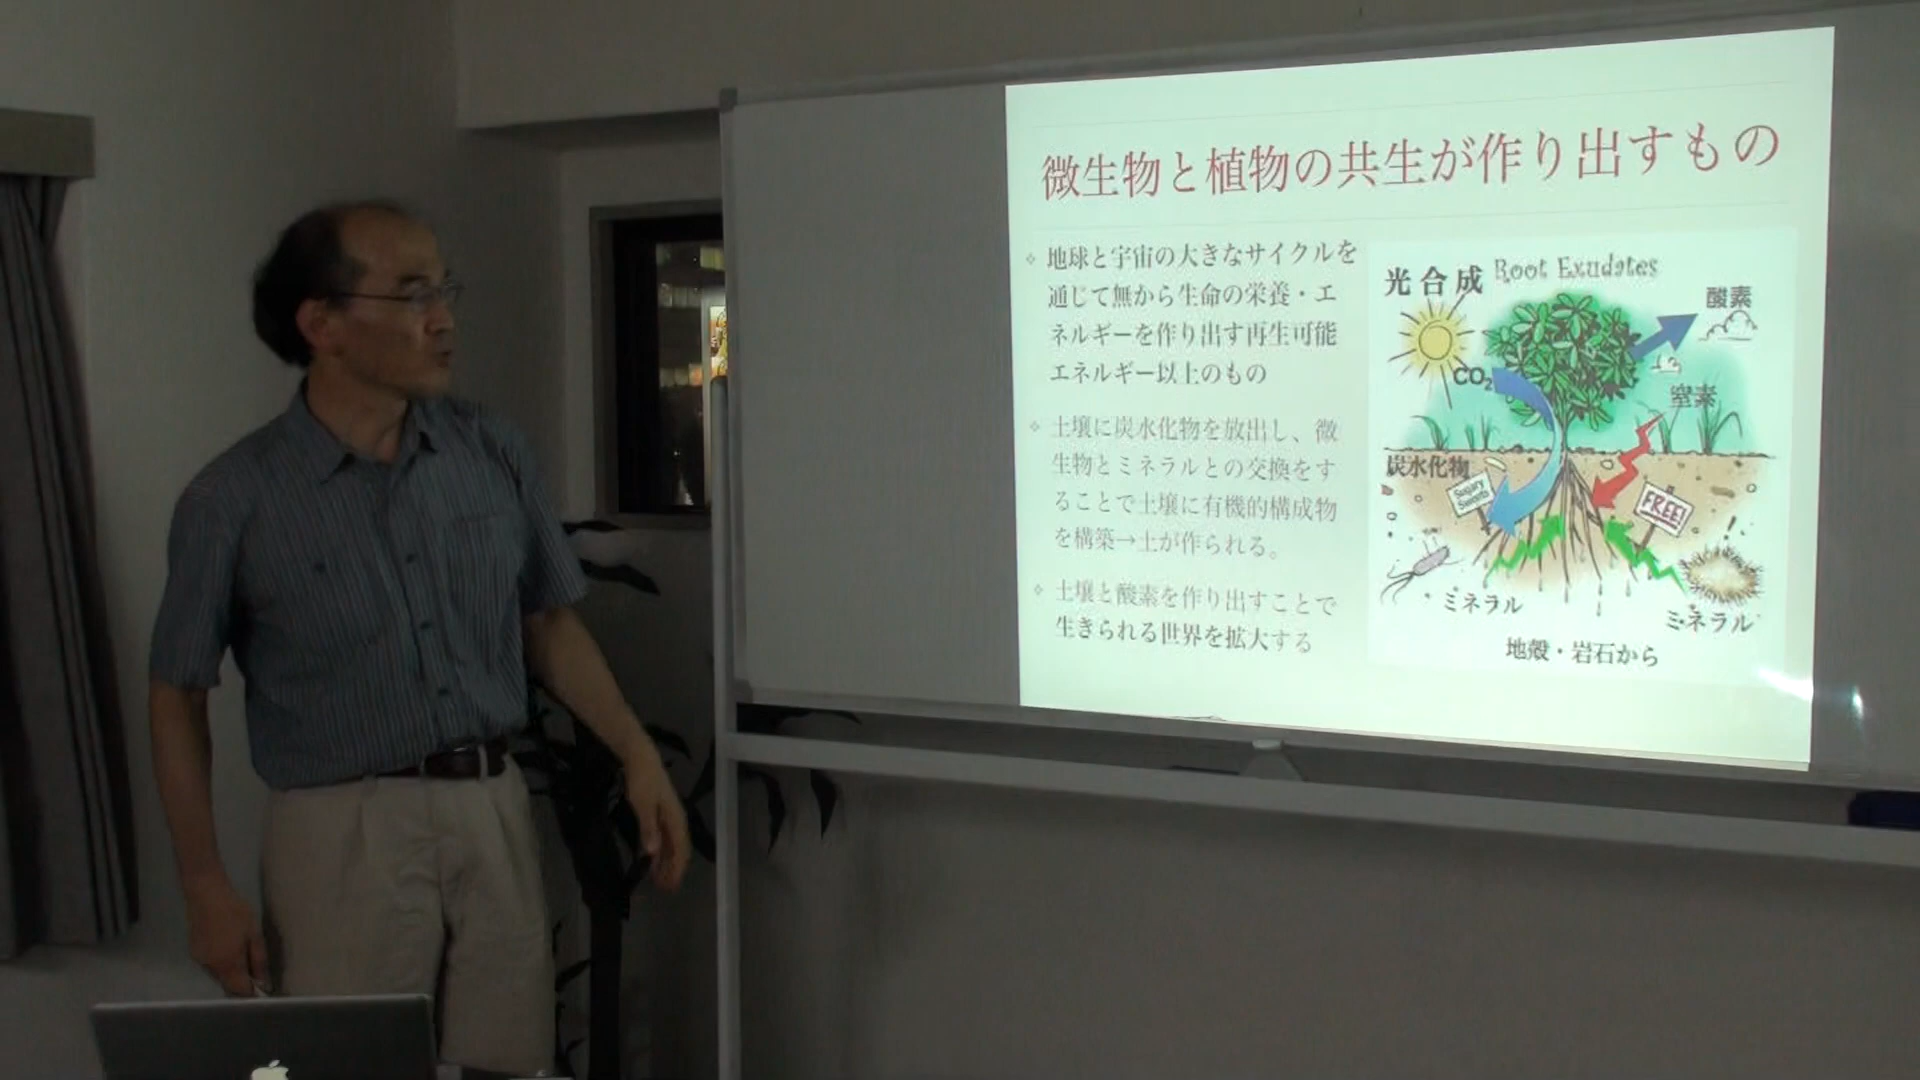 微生物と植物の共生が作り出すもの
地球と宇宙の大きなサイクルを
通じて無から生命の栄養・エ
ネルギーを作り出す再生可能
エネルギー以上のもの
土壌に炭水化物を放出し、微
生物とミネラルとの交換をす
ることで土壌に有機的構成物
を構築→土が作られる。
土壌と酸素を作り出すことで
生きられる世界を拡大する
光合成 Root Exudates
酸素
CO₂
窒素
炭水化物
Sugary
Sweets
FREE!
ミネラル
ミネラル
地殻・岩石から